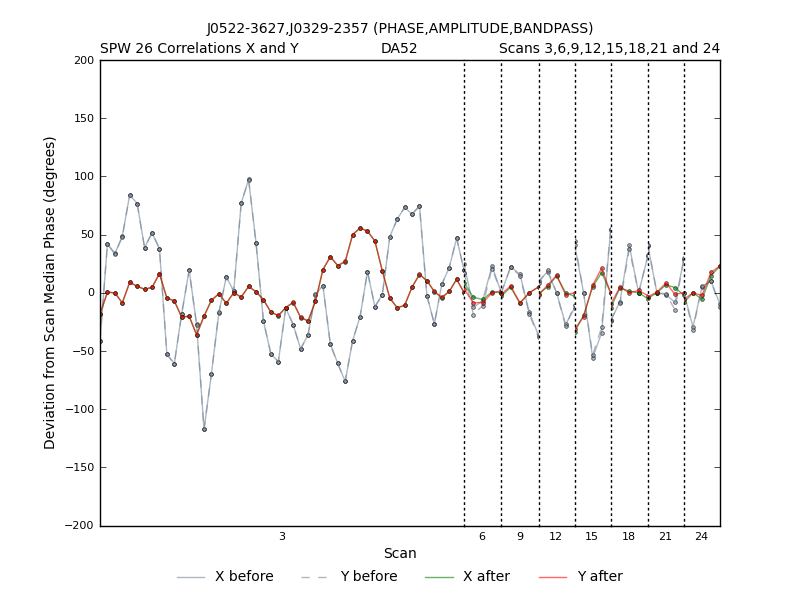 J0522-3627,J0329-2357 (PHASE,AMPLITUDE,BANDPASS)
SPW 26 Correlations X and Y DA52 Scans 3,6,9,12,15,18,21 and 24
Deviation from Scan Median Phase (degrees)
200
150
100
50
0
−50
−100
−150
−200
3 6 9 12 15 18 21 24
Scan
X before Y before X after Y after